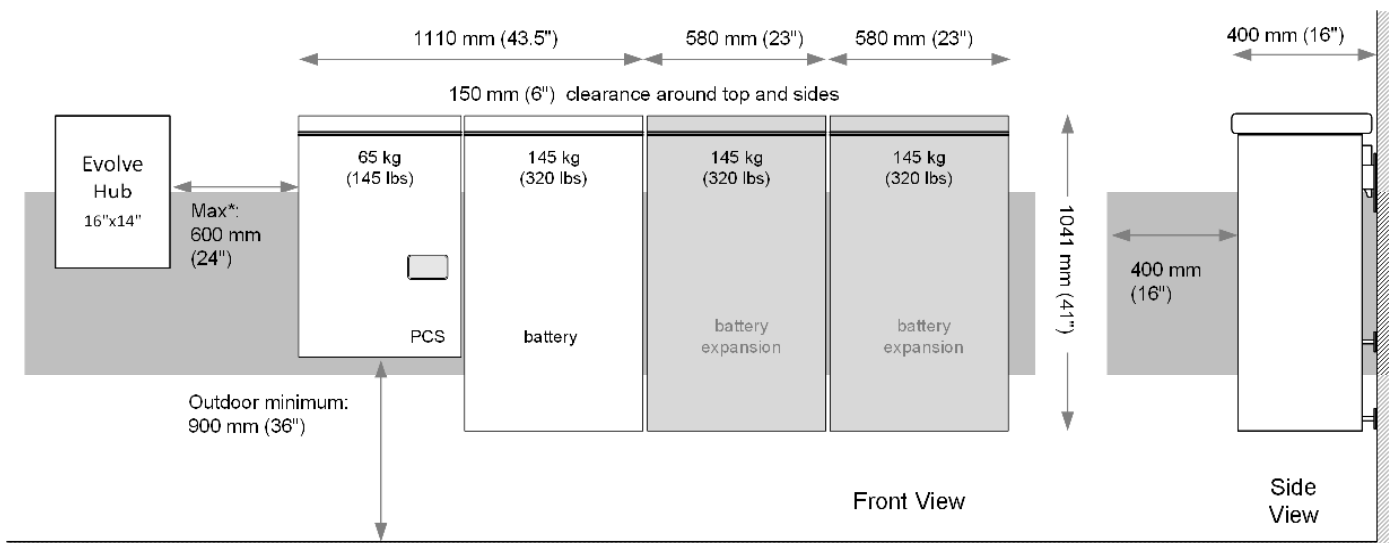 1110 mm (43.5")
580 mm (23")
580 mm (23")
400 mm (16")
150 mm (6")  clearance around top and sides
Evolve
Hub
16"x14"
Max*:
600 mm
(24")
65 kg
(145 lbs)
PCS
145 kg
(320 lbs)
battery
145 kg
(320 lbs)
battery
expansion
145 kg
(320 lbs)
battery
expansion
1041 mm (41")
400 mm
(16")
Outdoor minimum:
900 mm (36")
Front View
Side
View